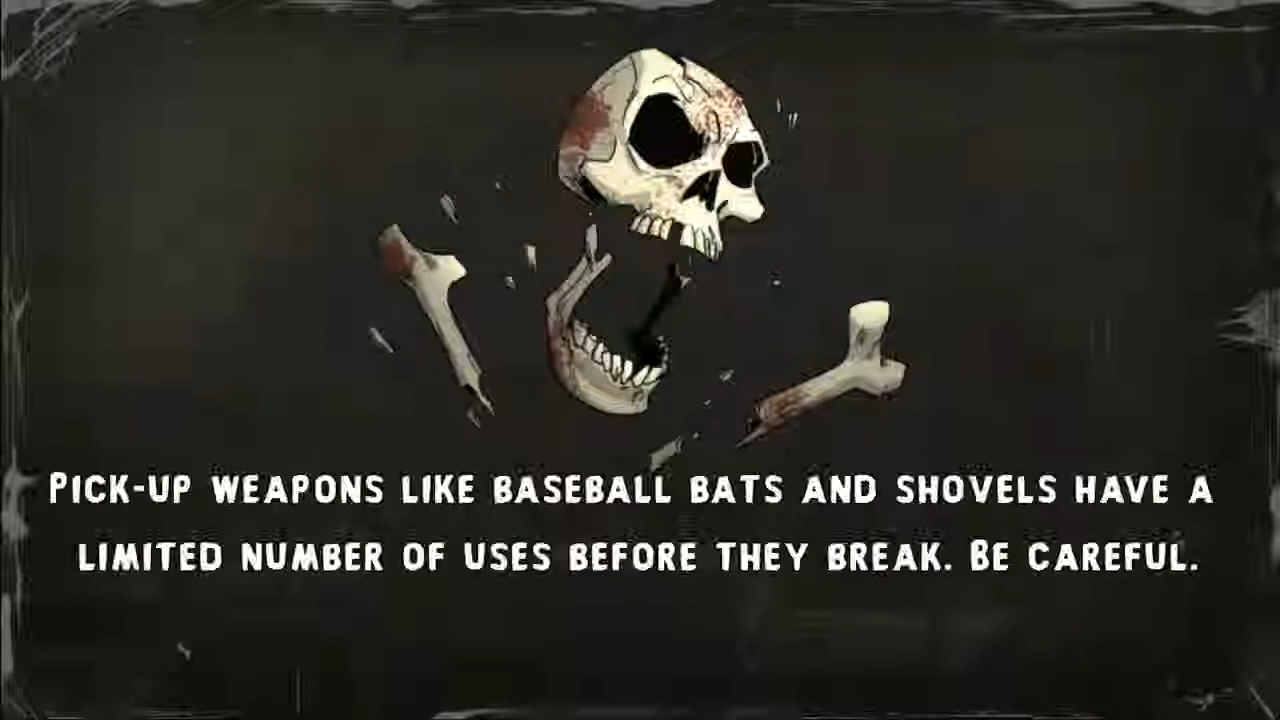 Pick-up weapons like baseball bats and shovels have a
limited number of uses before they break. Be careful.